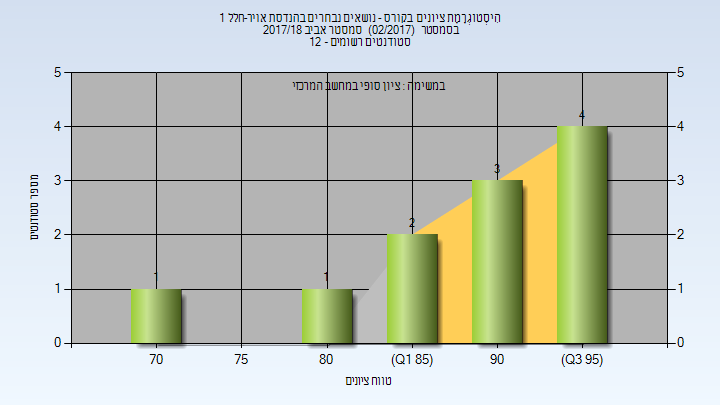 היסטוגרמת ציונים בקורס - נושאים נבחרים בהנדסת אויר-חלל 1
בסמסטר (02/2017) סמסטר אביב 2017/18
סטודנטים רשומים - 12
במשימה : ציון סופי במחשב המרכזי
5 5
4 4
3 3
2 2
1 1
0 0
1 1 2 3 4
מספר סטודנטים
70 75 80 (Q1 85) 90 (Q3 95)
טווח ציונים